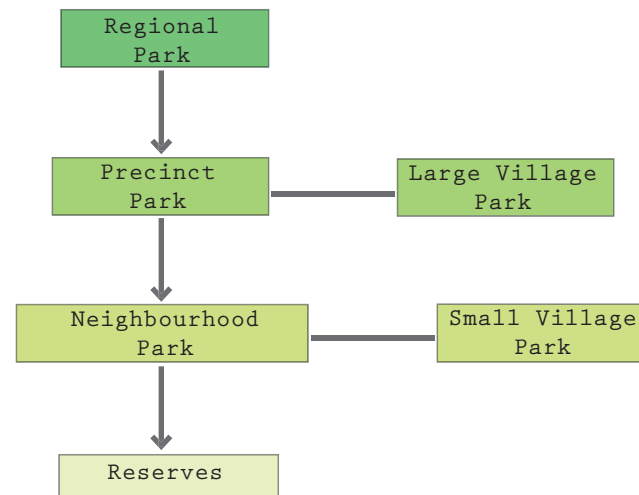 Regional
Park
Precinct
Park
Large Village
Park
Neighbourhood
Park
Small Village
Park
Reserves